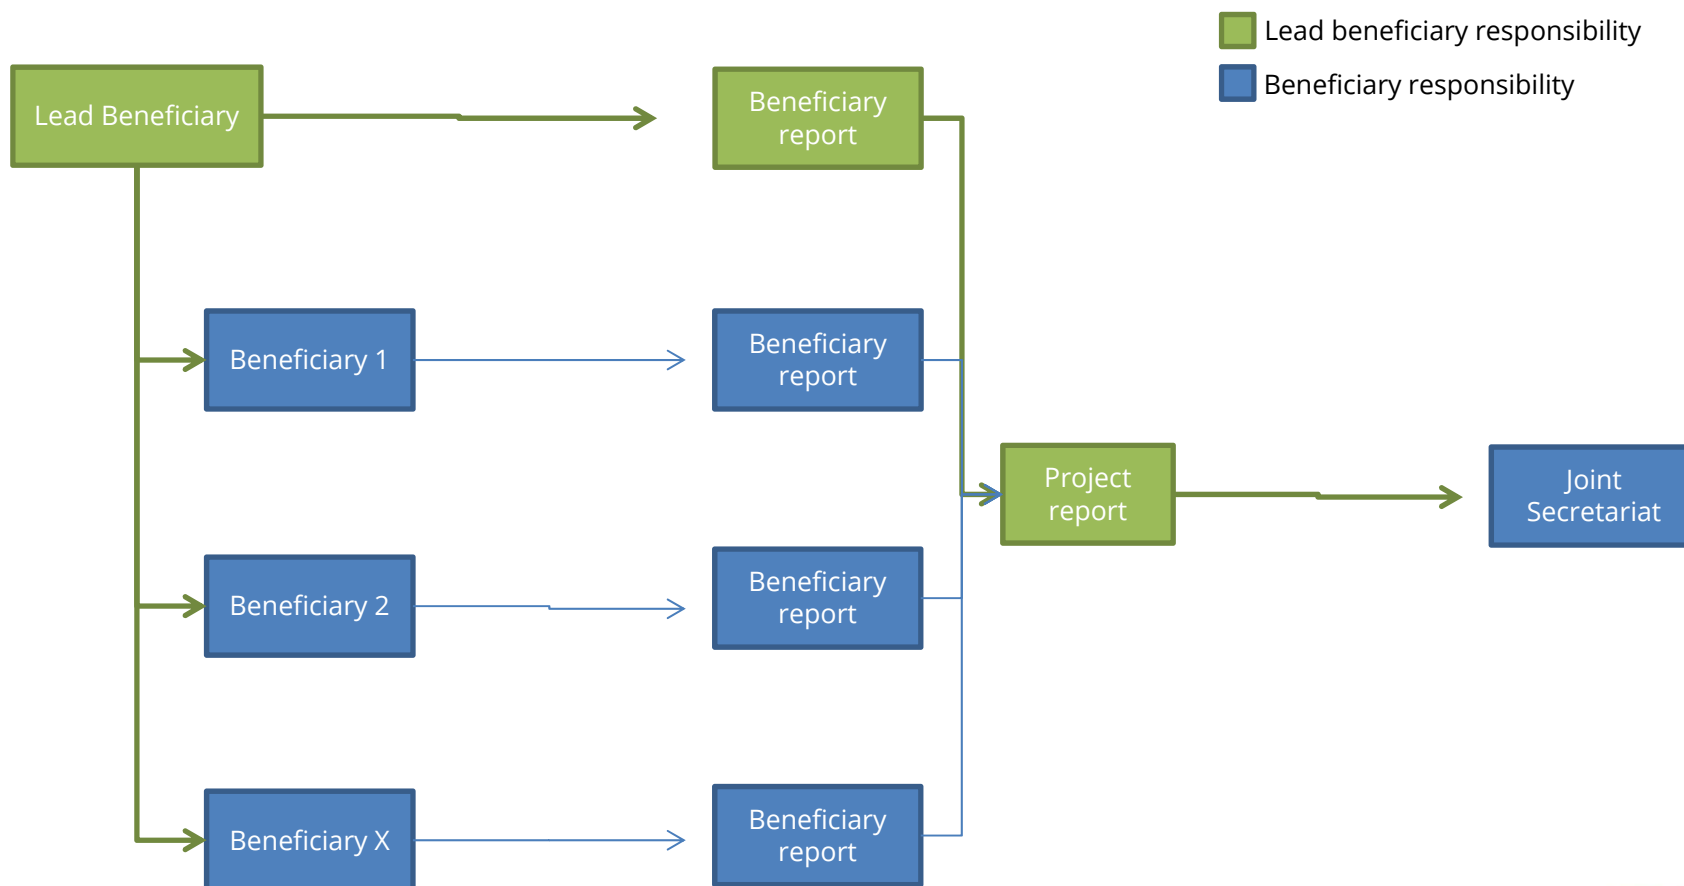 Lead beneficiary responsibility
Beneficiary responsibility
Lead Beneficiary
Beneficiary
report
Beneficiary 1
Beneficiary
report
Project
report
Joint
Secretariat
Beneficiary 2
Beneficiary
report
Beneficiary X
Beneficiary
report